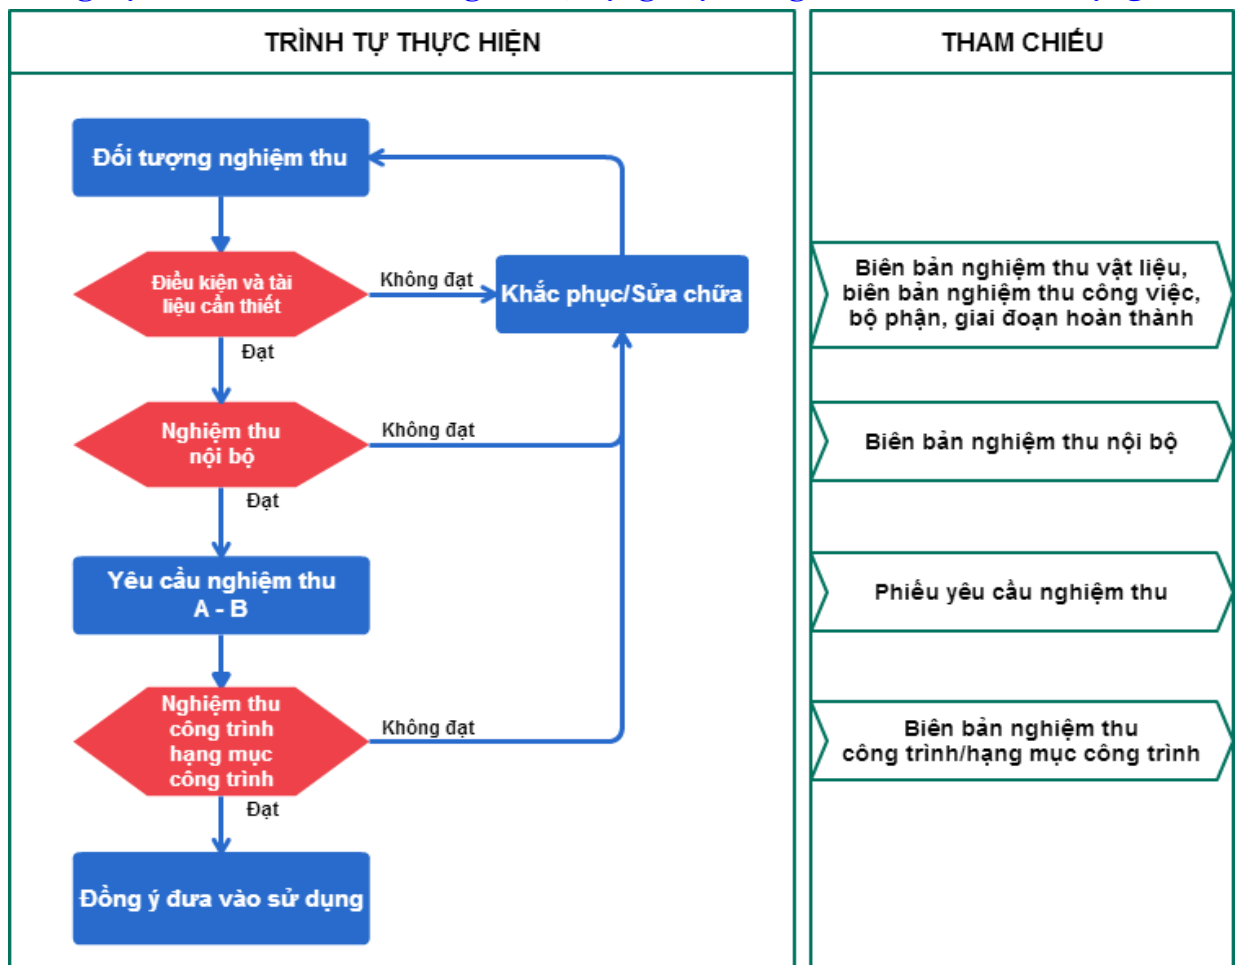 TRÌNH TỰ THỰC HIỆN
THAM CHIẾU
Đối tượng nghiệm thu
Điều kiện và tài
liệu cần thiết
Không đạt
Khắc phục/Sửa chữa
Biên bản nghiệm thu vật liệu,
biên bản nghiệm thu công việc,
bộ phận, giai đoạn hoàn thành
Đạt
Nghiệm thu
nội bộ
Không đạt
Biên bản nghiệm thu nội bộ
Đạt
Yêu cầu nghiệm thu
A - B
Phiếu yêu cầu nghiệm thu
Nghiệm thu
công trình
hạng mục
công trình
Không đạt
Biên bản nghiệm thu
công trình/hạng mục công trình
Đạt
Đồng ý đưa vào sử dụng